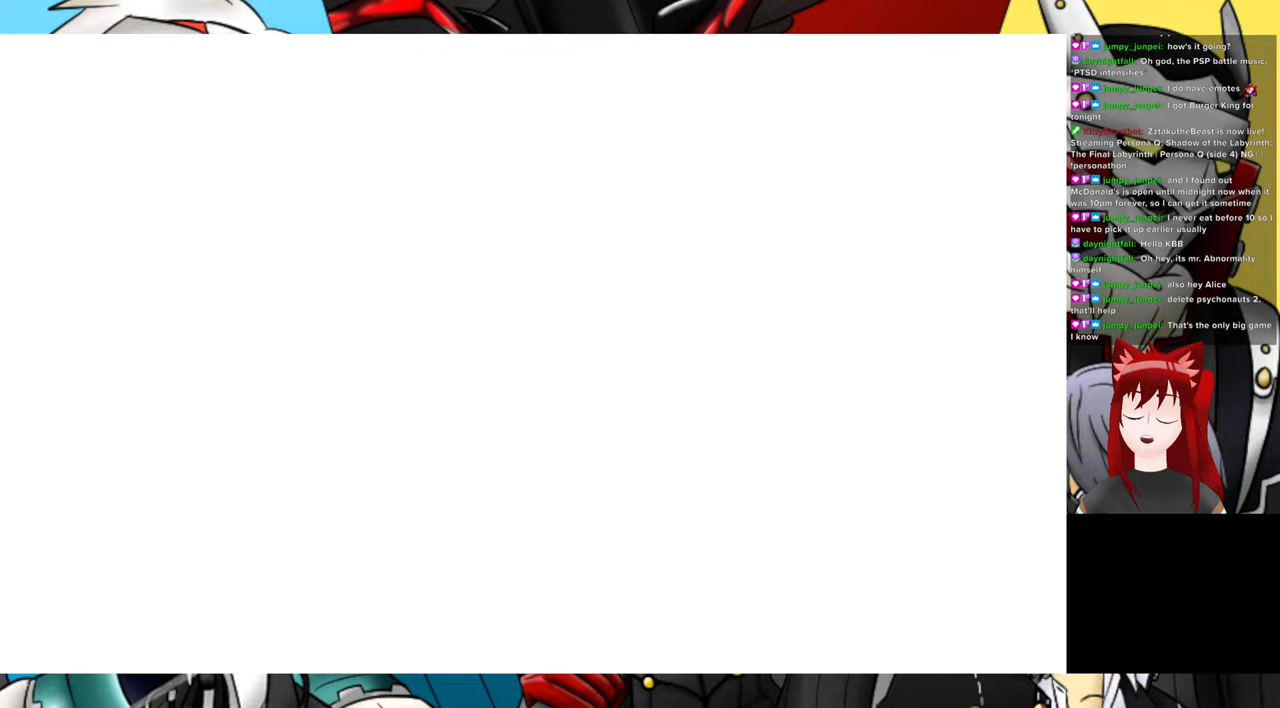 jumpy_junpei: how's it going?
daynightfall: Oh god, the PSP battle music.
*PTSD intensifies*
jumpy_junpei: I do have emotes
jumpy_junpei: I got Burger King for
tonight
ZztakutheBeast is now live!
Streaming Persona Q: Shadow of the Labyrinth:
The Final Labyrinth | Persona Q (side 4) NG+
!personathon
jumpy_junpei: and I found out
McDonald's is open until midnight now when it
was 10pm forever, so I can get it sometime
jumpy_junpei: I never eat before 10 so I
have to pick it up earlier usually
daynightfall: Hello KBB
daynightfall: Oh hey, its mr. Abnormality
himself
jumpy_junpei: also hey Alice
jumpy_junpei: delete psychonauts 2,
that'll help
jumpy_junpei: That's the only big game
I know